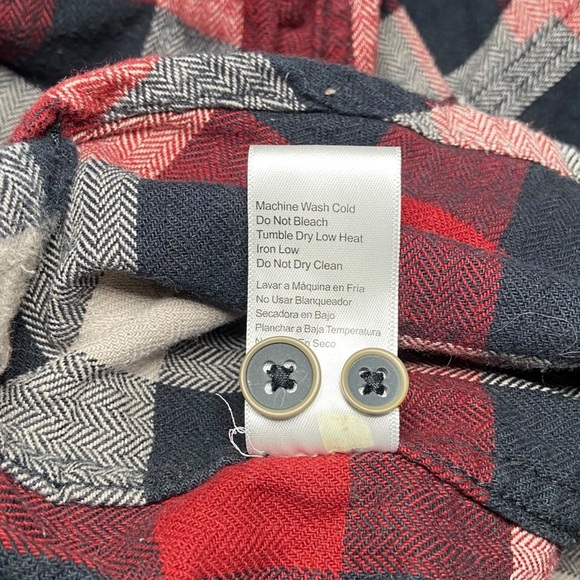 Machine Wash Cold
Do Not Bleach
Tumble Dry Low Heat
Iron Low
Do Not Dry Clean
Lavar a Máquina en Fría
No Usar Blanqueador
Secadora en Bajo
Planchar a Baja Temperatura
En Seco